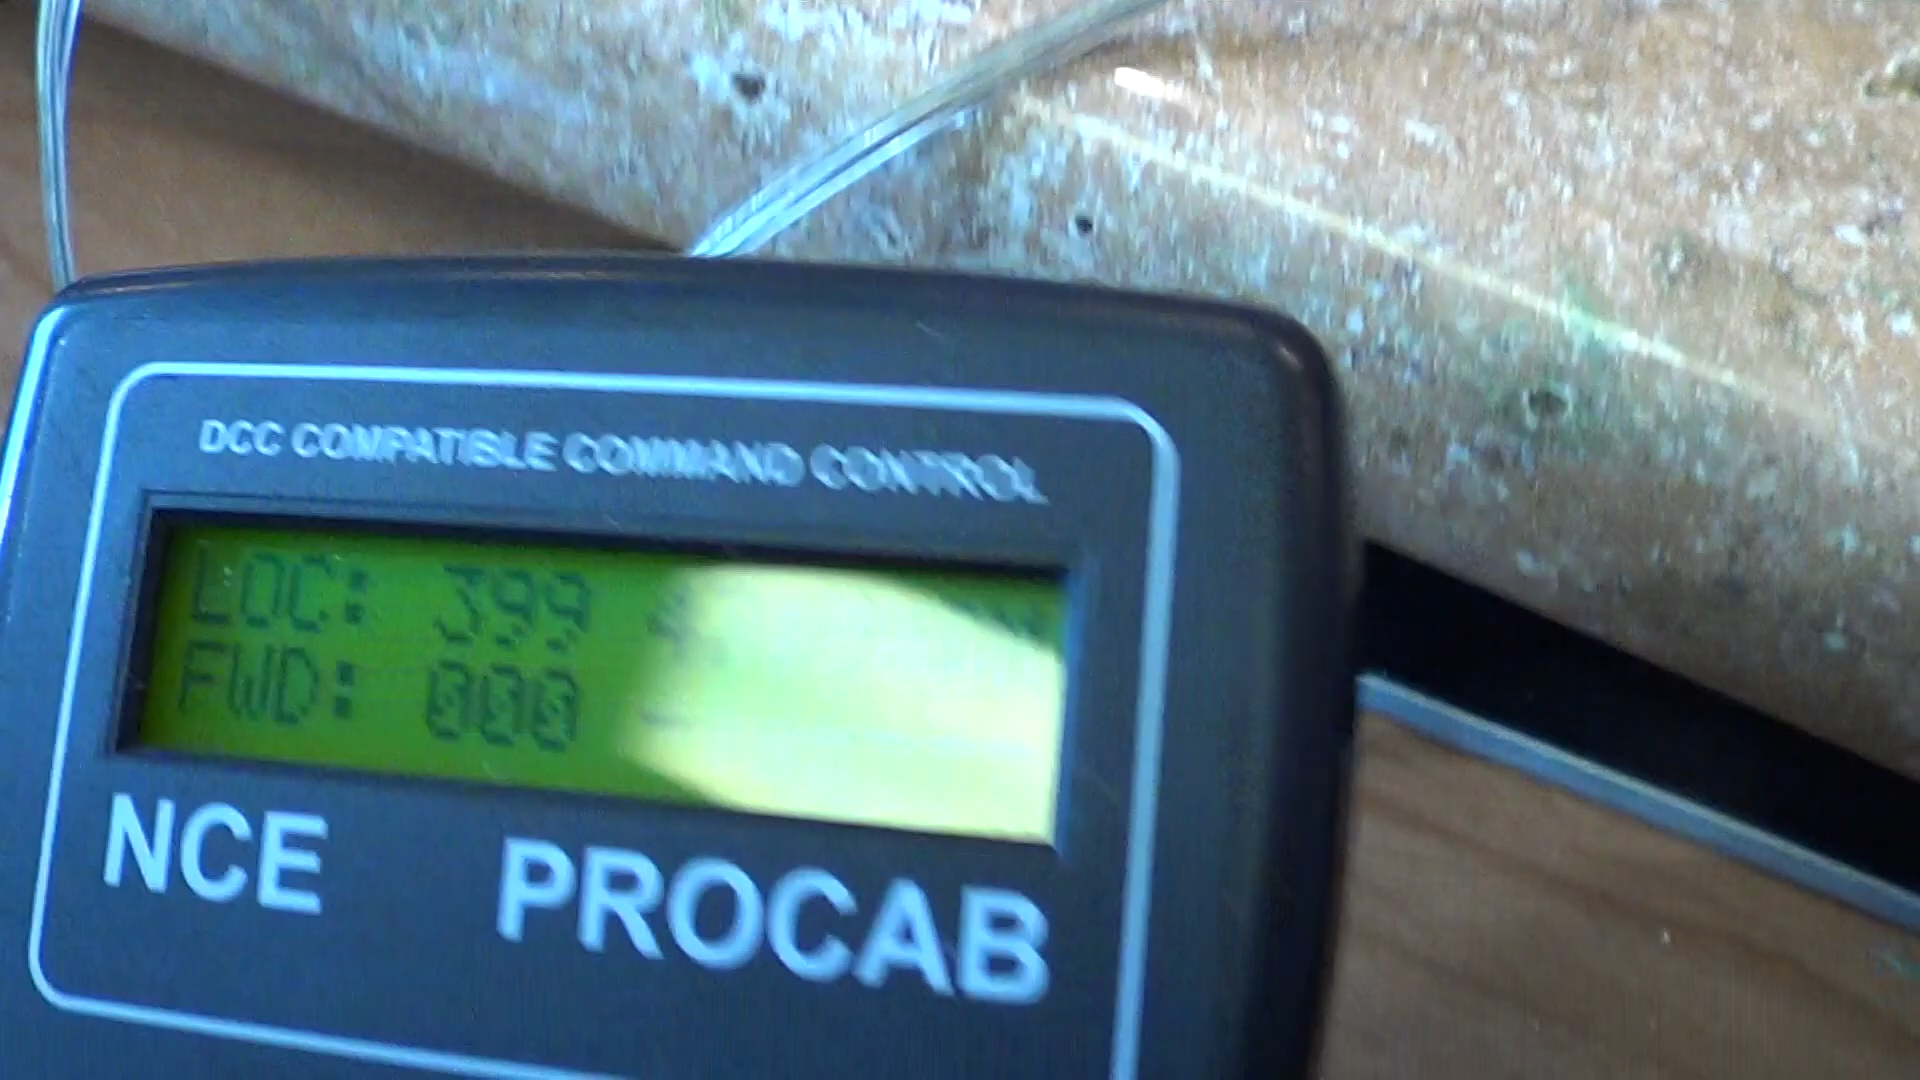 DCC COMPATIBLE COMMAND CONTROL
LOC: 399
FWD: 000
NCE PROCAB